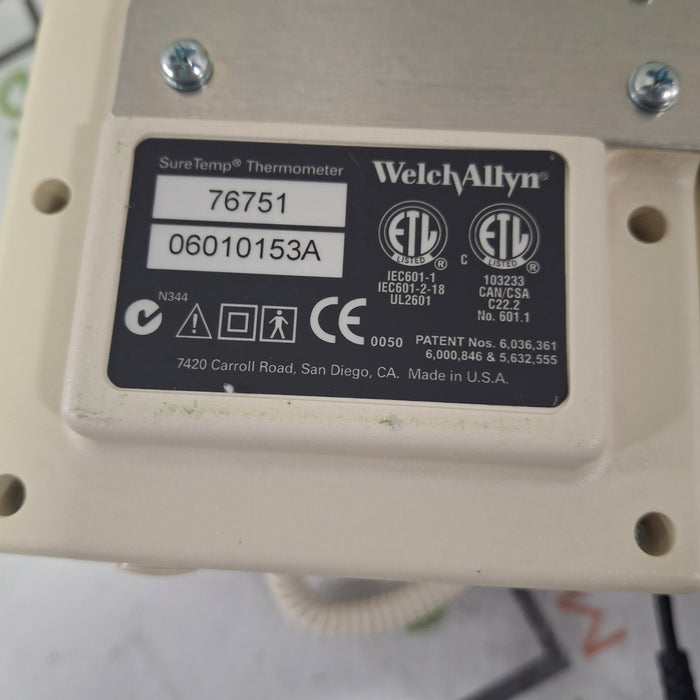 SureTemp® Thermometer
WelchAllyn®
76751
06010153A
ETL
LISTED
®
IEC601-1
IEC601-2-18
UL2601
C
ETL
LISTED
®
103233
CAN/CSA
C22.2
No. 601.1
N344
CE 0050
PATENT Nos. 6,036,361
6,000,846 & 5,632,555
7420 Carroll Road, San Diego, CA. Made in U.S.A.